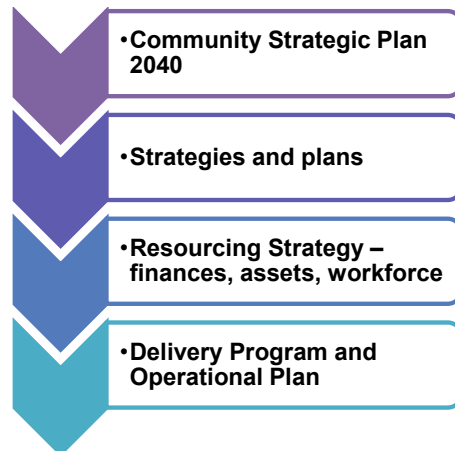 •Community Strategic Plan
2040
•Strategies and plans
•Resourcing Strategy –
finances, assets, workforce
•Delivery Program and
Operational Plan